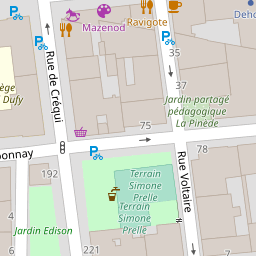 Ravigote
Mazenod
Deho
35
Rue de Créqui
ège
Dufy
37
Jardin partagé
pédagogique
La Pinède
75
onnay
78
Rue Voltaire
192
Terrain
Simone
Prelle
Terrain
Simone
Prelle
Jardin Edison
221